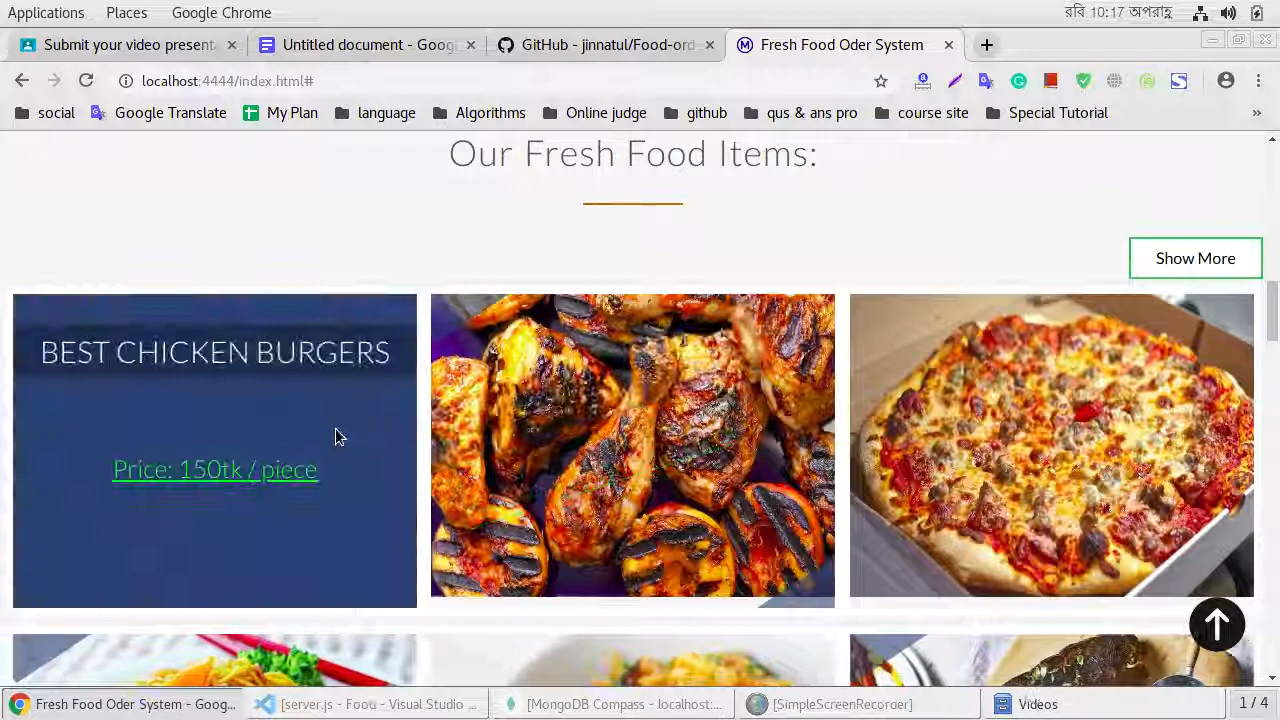 Applications Places Google Chrome রবি 10:17 অপরাহ্ণ
Submit your video present Untitled document - Goog GitHub - jinnatul/Food-ord Fresh Food Oder System
localhost:4444/index.html#
social Google Translate My Plan language Algorithms Online judge github qus & ans pro course site Special Tutorial »
Our Fresh Food Items:
Show More
BEST CHICKEN BURGERS
Price: 150tk / piece
Fresh Food Oder System - Goog... [server.js - Food - Visual Studio ... [MongoDB Compass - localhost:... [SimpleScreenRecorder] Videos 1 / 4